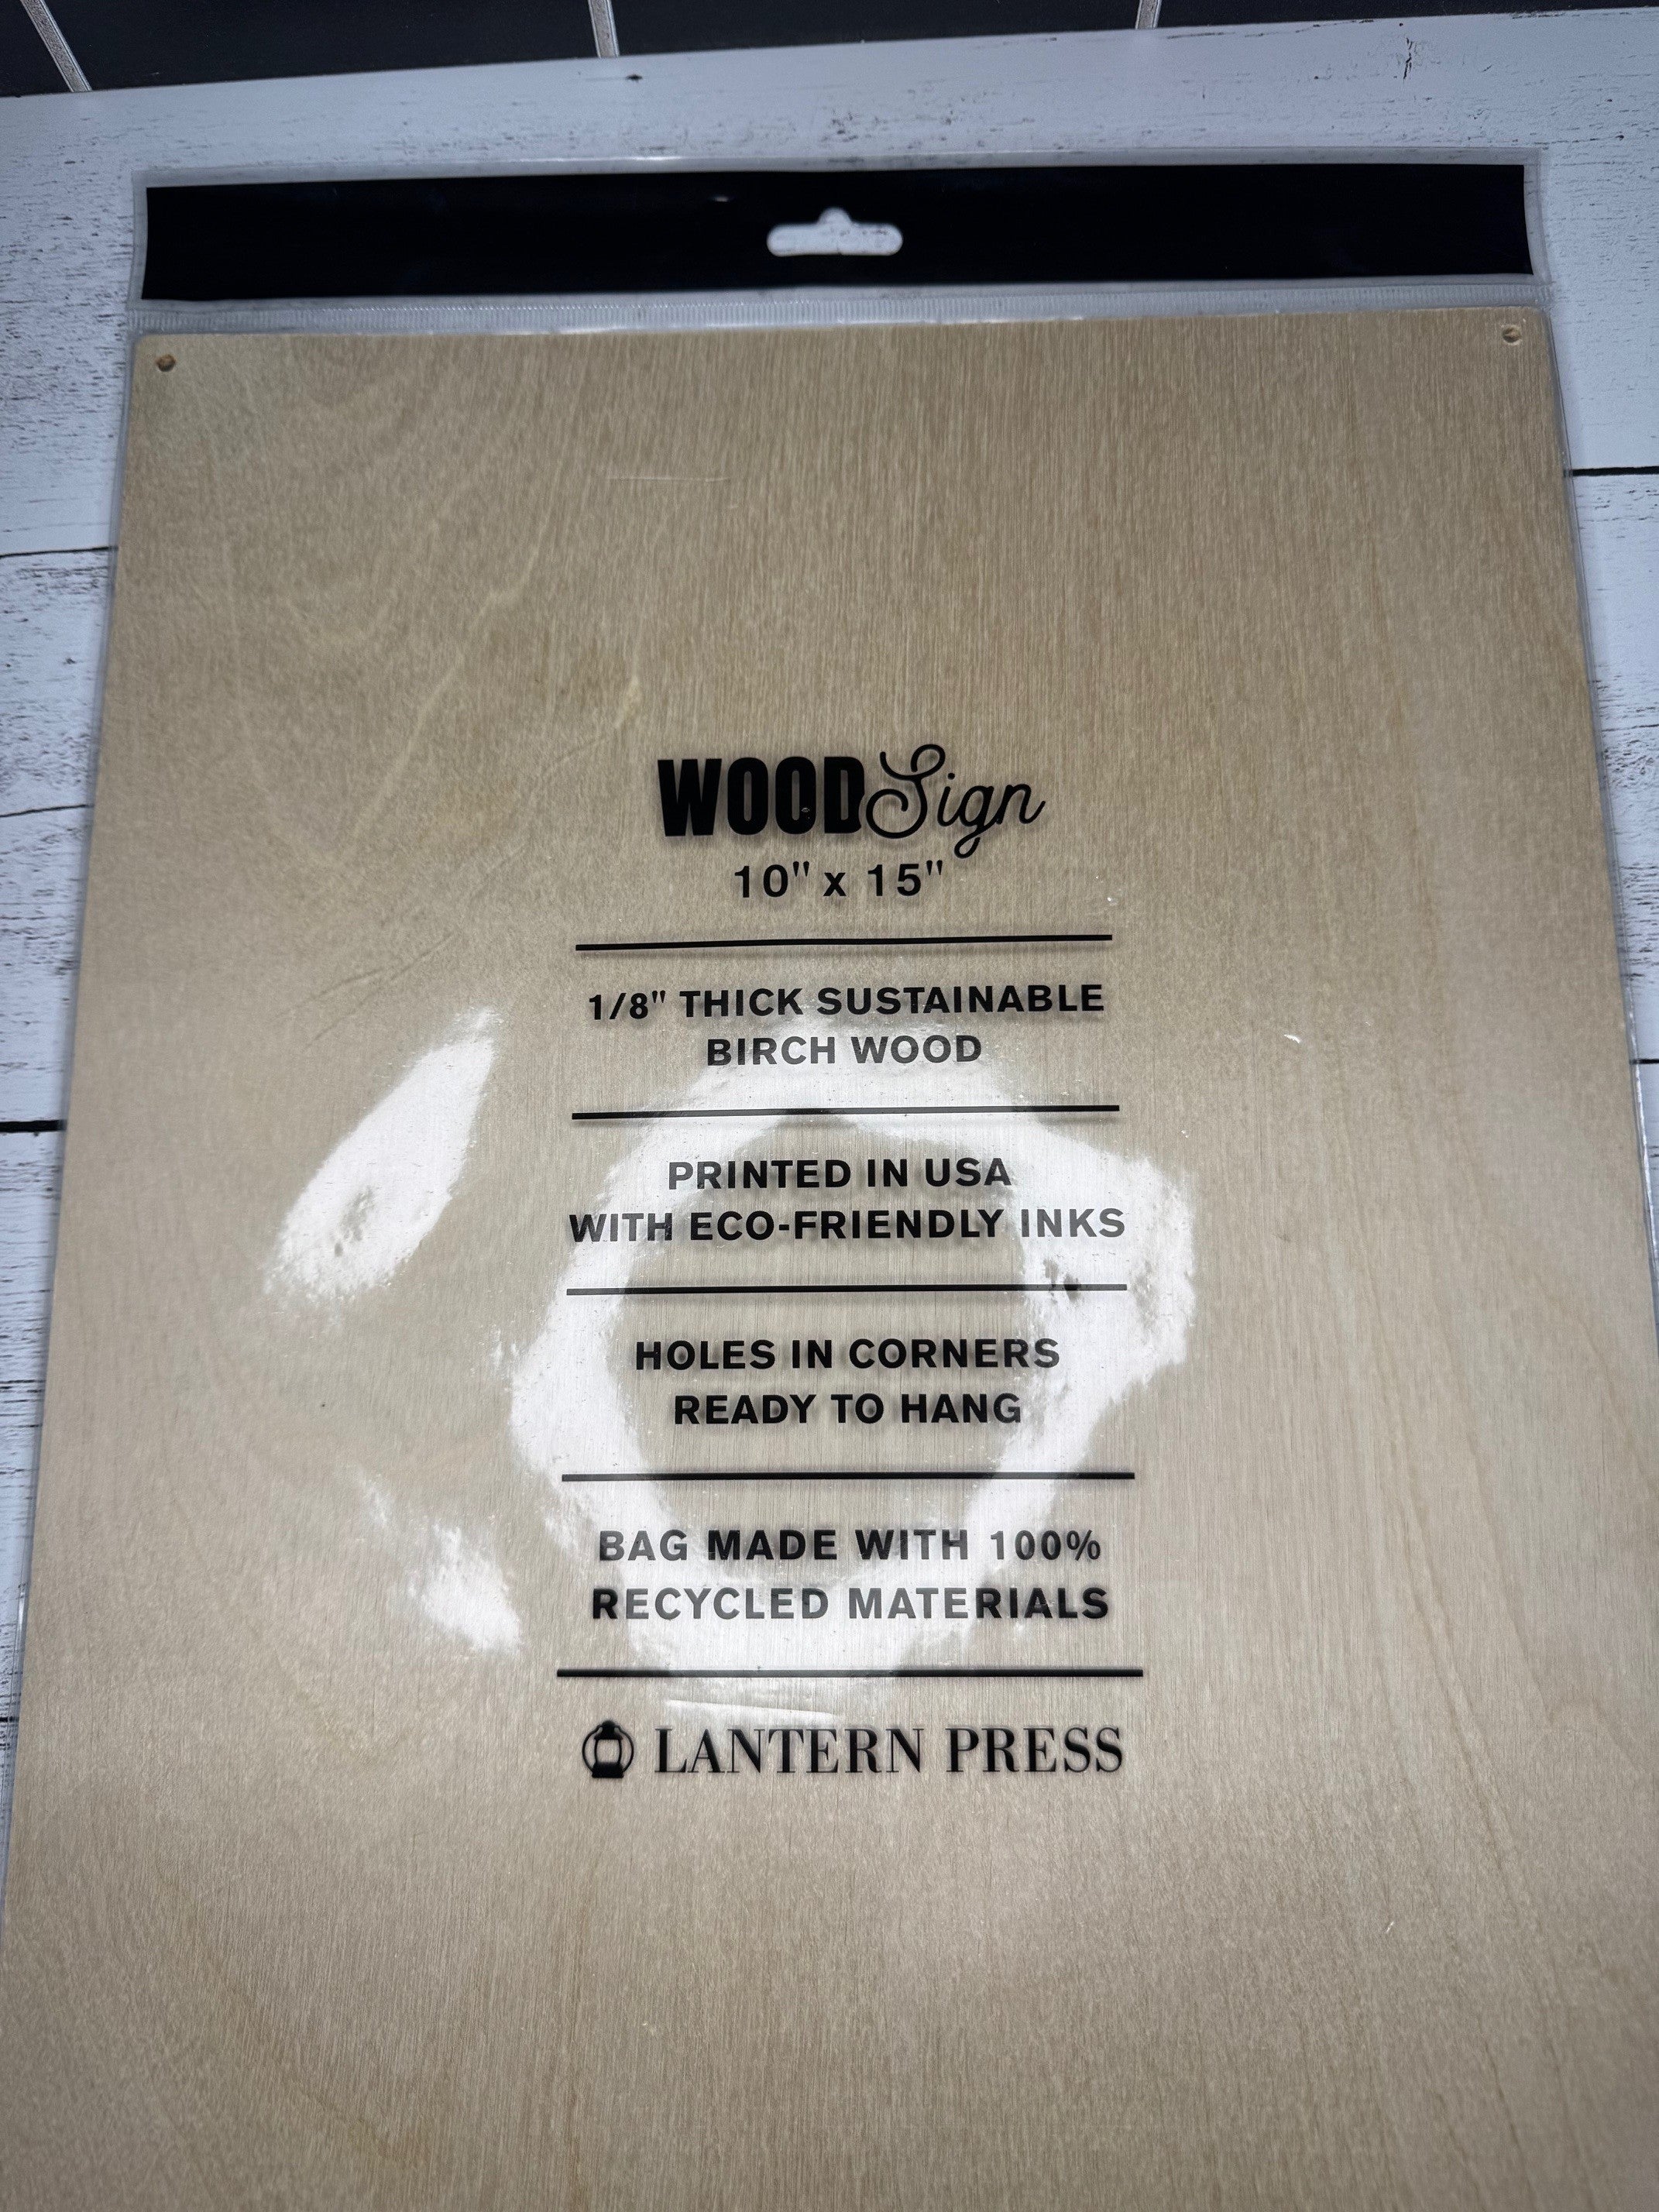 WOODSign
10" x 15"
1/8" THICK SUSTAINABLE
BIRCH WOOD
PRINTED IN USA
WITH ECO-FRIENDLY INKS
HOLES IN CORNERS
READY TO HANG
BAG MADE WITH 100%
RECYCLED MATERIALS
LANTERN PRESS